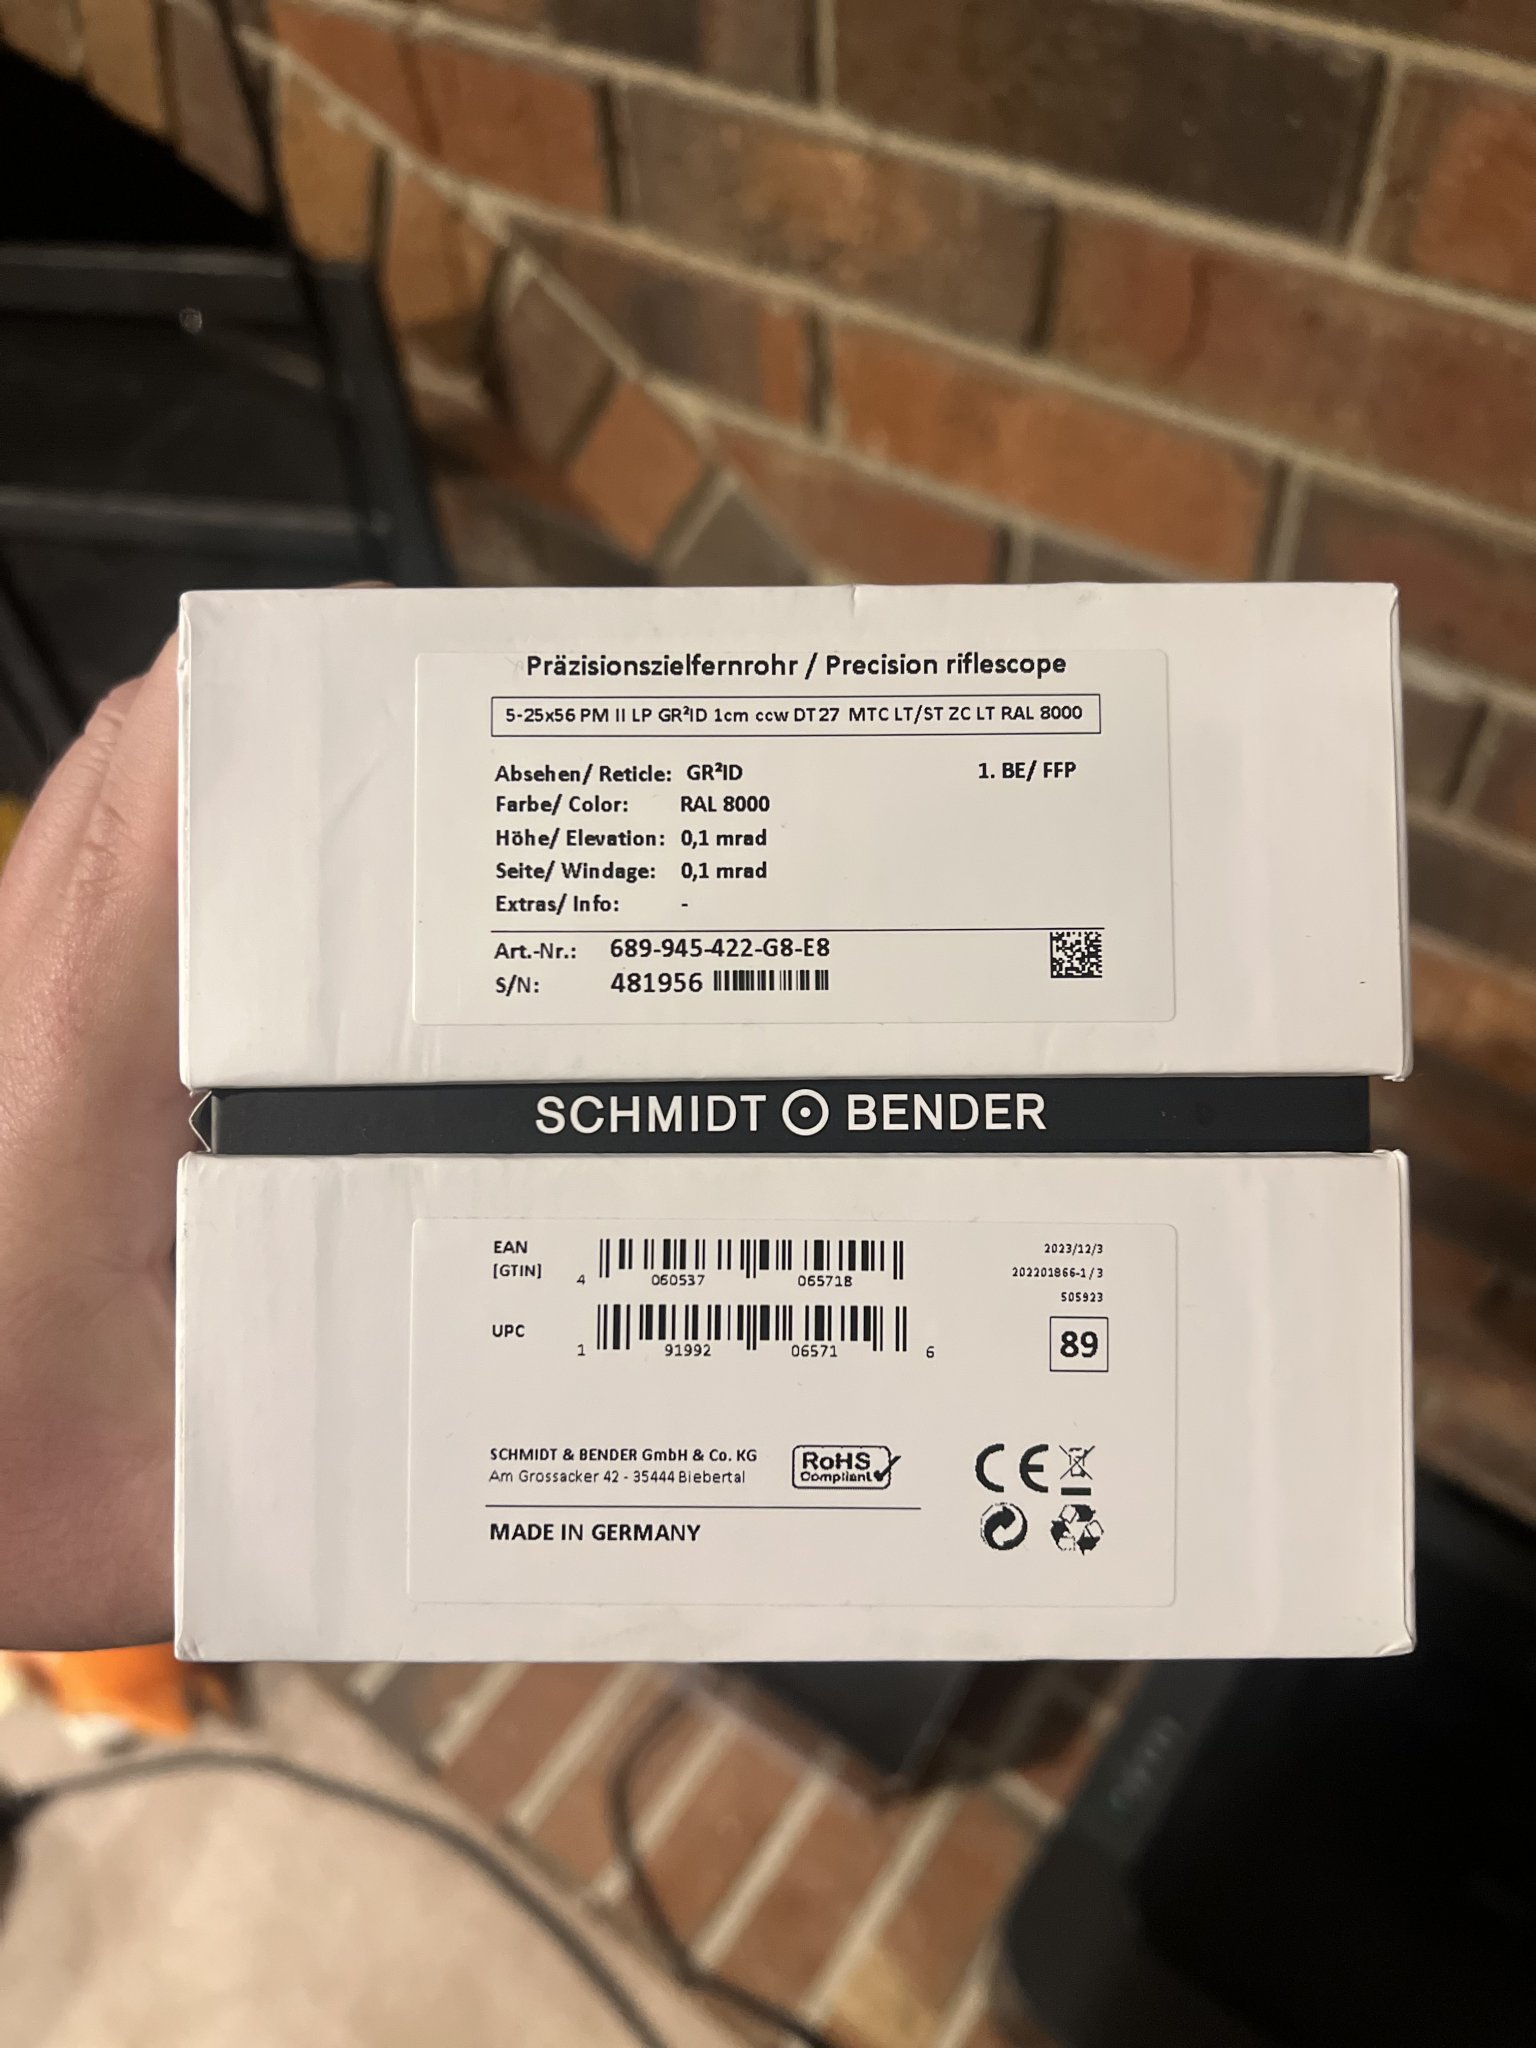 Präzisionszielfernrohr / Precision riflescope
5-25x56 PM II LP GR²ID 1cm ccw DT27 MTC LT/ST ZC LT RAL 8000
Absehen/ Reticle: GR²ID 1. BE/ FFP
Farbe/ Color: RAL 8000
Höhe/ Elevation: 0,1 mrad
Seite/ Windage: 0,1 mrad
Extras/ Info: -
Art.-Nr.: 689-945-422-G8-E8
S/N: 481956
SCHMIDT BENDER
EAN
[GTIN]
4 060537 065718
UPC
1 91992 06571 6
2023/12/3
202201866-1/3
505923
89
SCHMIDT & BENDER GmbH & Co. KG
Am Grossacker 42 - 35444 Biebertal
RoHS
Compliant
CE
MADE IN GERMANY